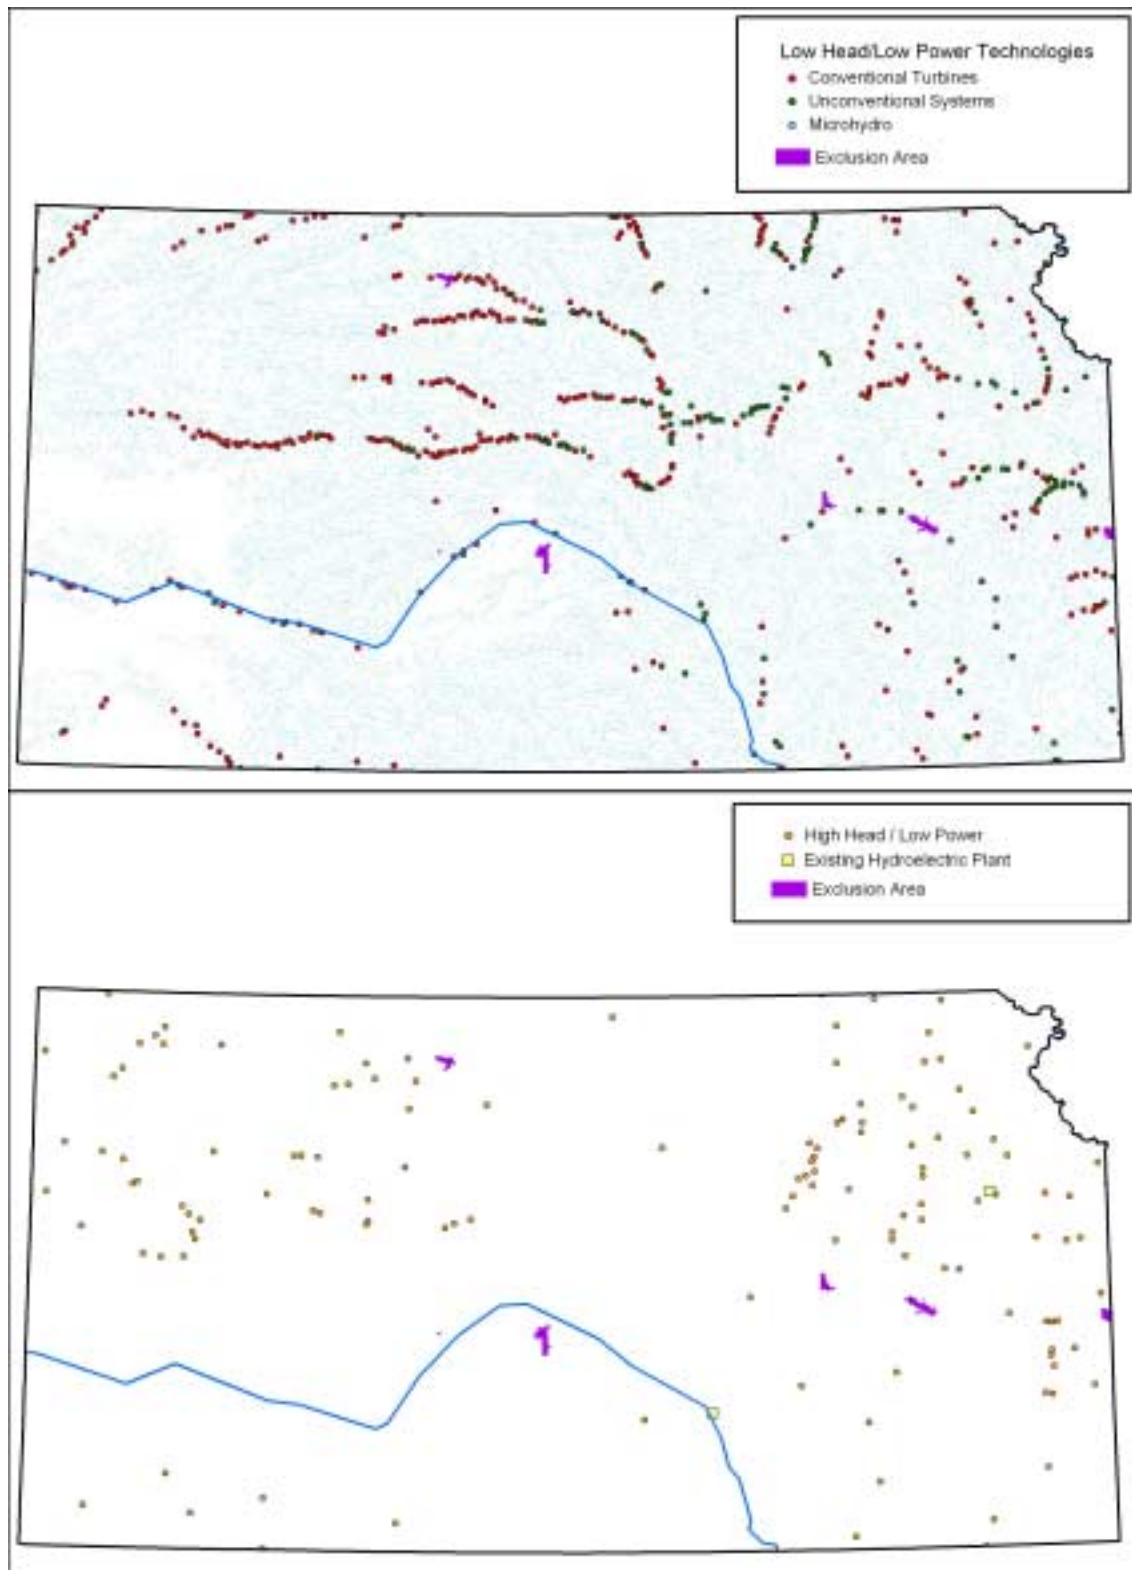 Low Head/Low Power Technologies
Conventional Turbines
Unconventional Systems
Microhydro
Exclusion Area
High Head / Low Power
Existing Hydroelectric Plant
Exclusion Area